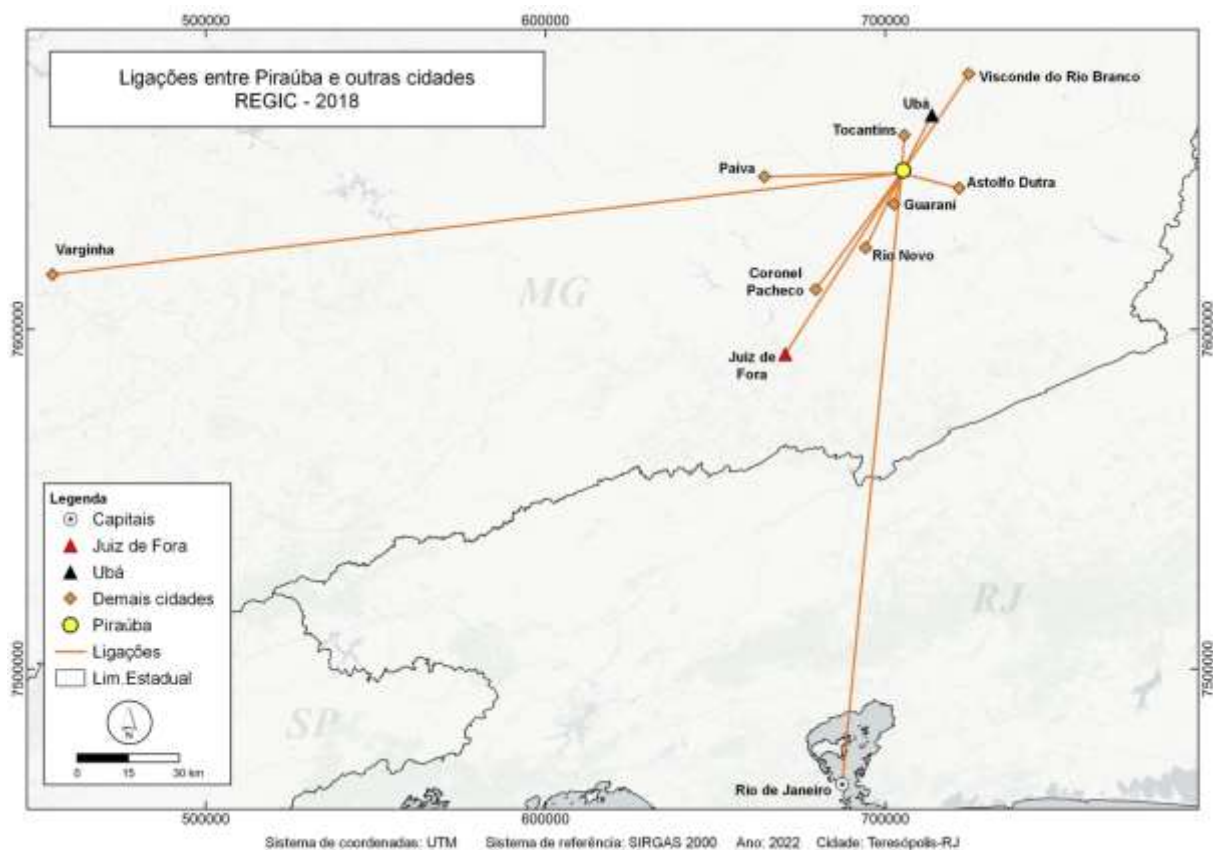 500000
600000
700000
Ligações entre Piraúba e outras cidades
REGIC - 2018
Visconde do Rio Branco
Ubá
Tocantins
Paiva
Astolfo Dutra
Guarani
Varginha
Rio Novo
Coronel
Pacheco
MG
7600000
7600000
Juiz de
Fora
Legenda
Capitais
Juiz de Fora
Ubá
Demais cidades
Piraúba
Ligações
Lim.Estadual
N
0 15 30 km
RJ
SP
7500000
7500000
Rio de Janeiro
500000
600000
700000
Sistema de coordenadas: UTM Sistema de referência: SIRGAS 2000 Ano: 2022 Cidade: Teresópolis-RJ